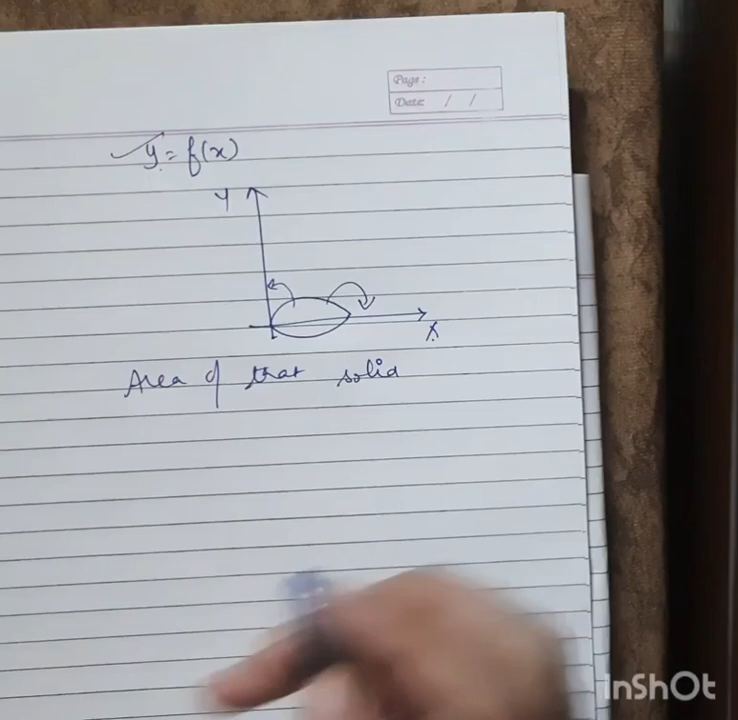 Page:
Date: / /
y = f(x)
Y
X
Area of that solid
InShOt